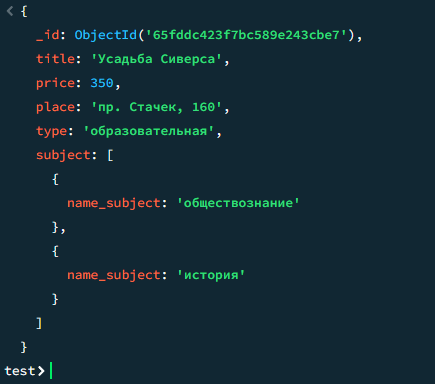 < {
_id: ObjectId('65fddc423f7bc589e243cbe7'),
title: 'Усадьба Сиверса',
price: 350,
place: 'пр. Стачек, 160',
type: 'образовательная',
subject: [
{
name_subject: 'обществознание'
},
{
name_subject: 'история'
}
]
}
test>